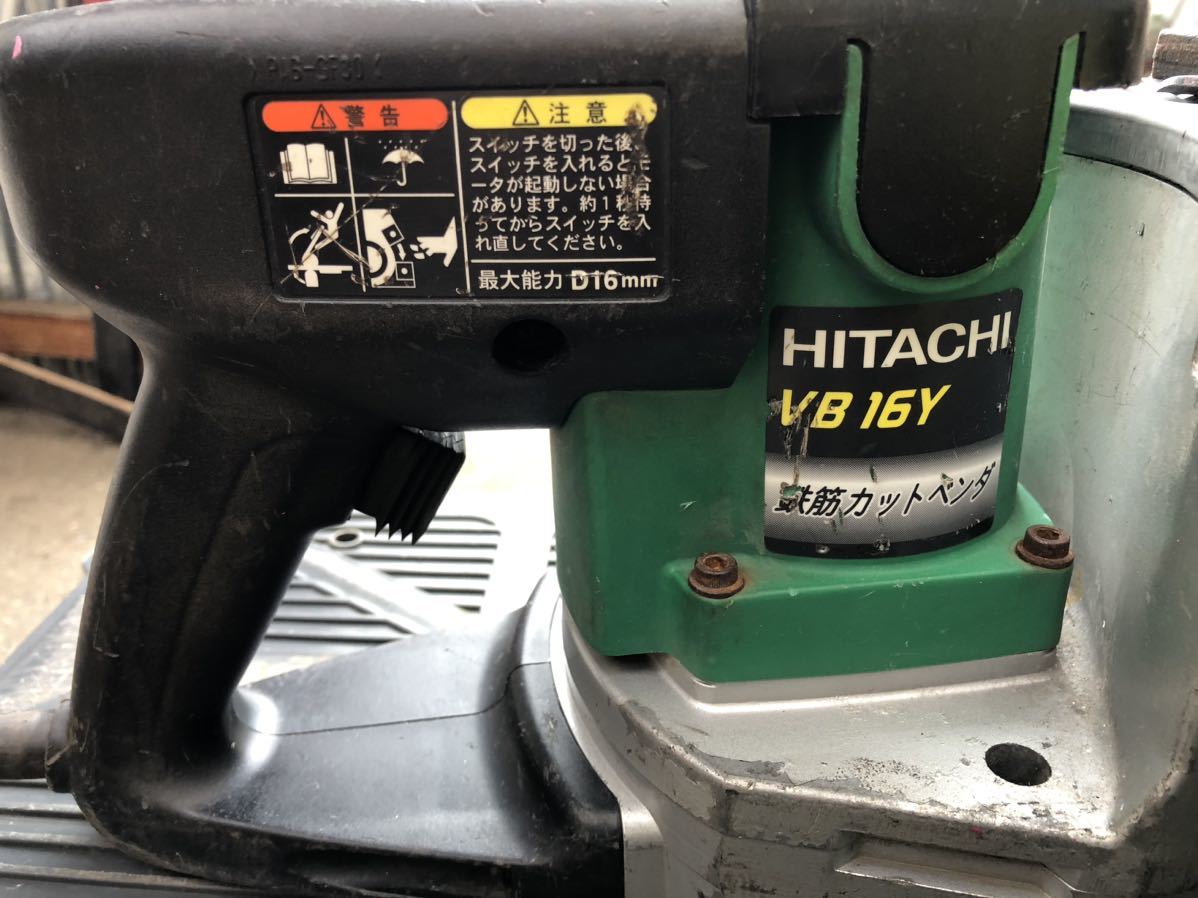 警告
注意
スイッチを切った後、
スイッチを入れるとモ
ータが起動しない場合
があります。約1秒待
ってからスイッチを入
れ直してください。
最大能力 D16mm
HITACHI
VB 16Y
鉄筋カットベンダ